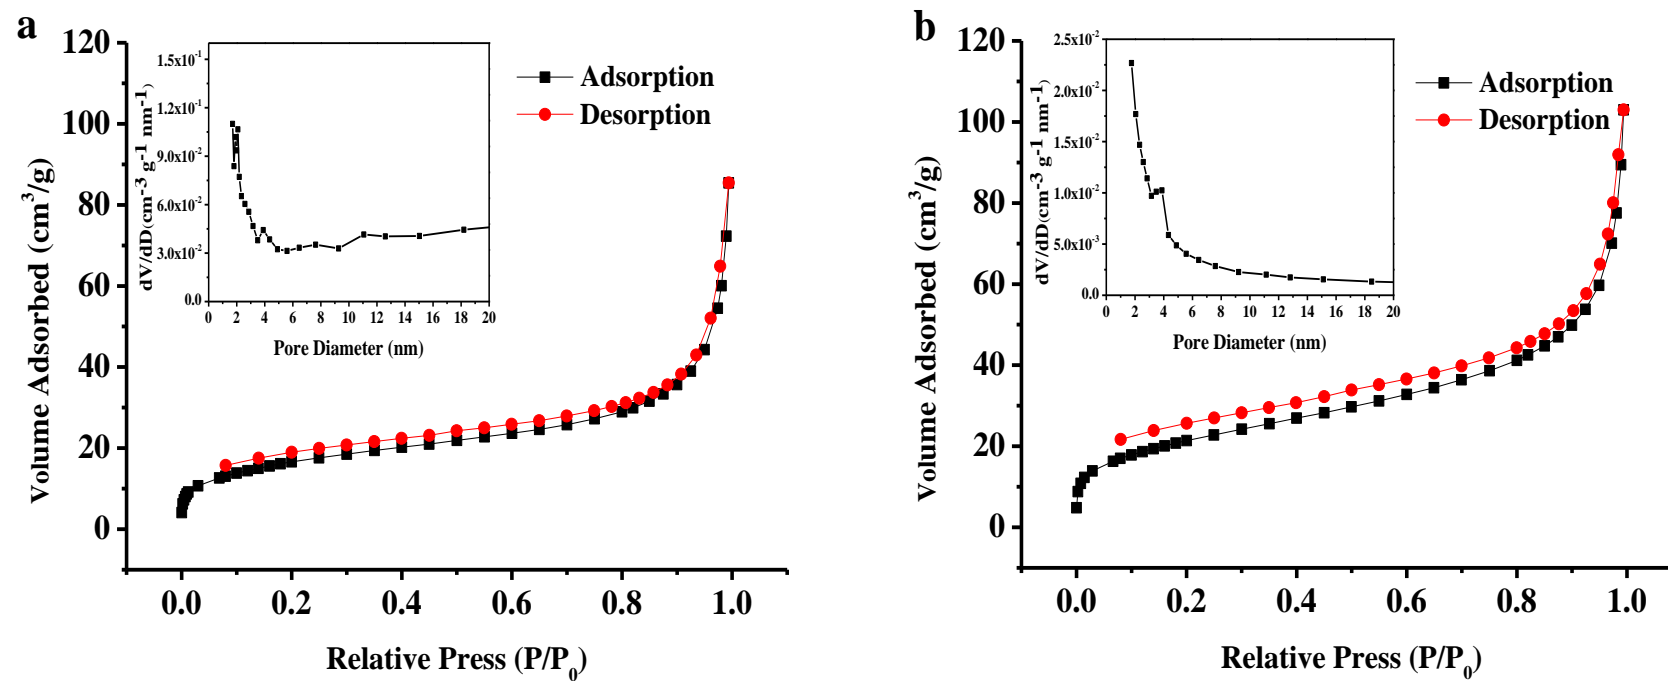 a
120
100
80
60
40
20
0
Volume Adsorbed (cm³/g)
0.0 0.2 0.4 0.6 0.8 1.0
Relative Press (P/P₀)
Adsorption
Desorption
1.5x10⁻¹
1.2x10⁻¹
9.0x10⁻²
6.0x10⁻²
3.0x10⁻²
0.0
dV/dD(cm⁻³ g⁻¹ nm⁻¹)
0 2 4 6 8 10 12 14 16 18 20
Pore Diameter (nm)
b
120
100
80
60
40
20
0
Volume Adsorbed (cm³/g)
0.0 0.2 0.4 0.6 0.8 1.0
Relative Press (P/P₀)
Adsorption
Desorption
2.5x10⁻²
2.0x10⁻²
1.5x10⁻²
1.0x10⁻²
5.0x10⁻³
0.0
dV/dD(cm⁻³ g⁻¹ nm⁻¹)
0 2 4 6 8 10 12 14 16 18 20
Pore Diameter (nm)